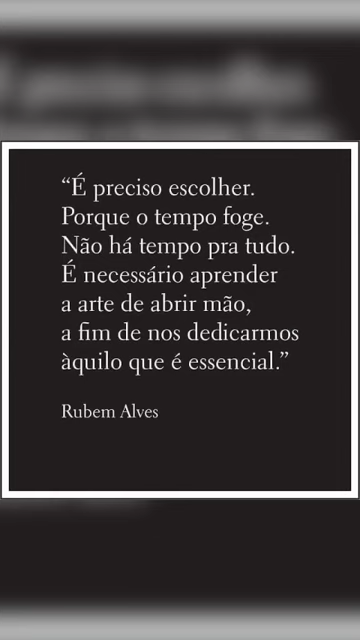 “É preciso escolher.
Porque o tempo foge.
Não há tempo pra tudo.
É necessário aprender
a arte de abrir mão,
a fim de nos dedicarmos
àquilo que é essencial.”
Rubem Alves